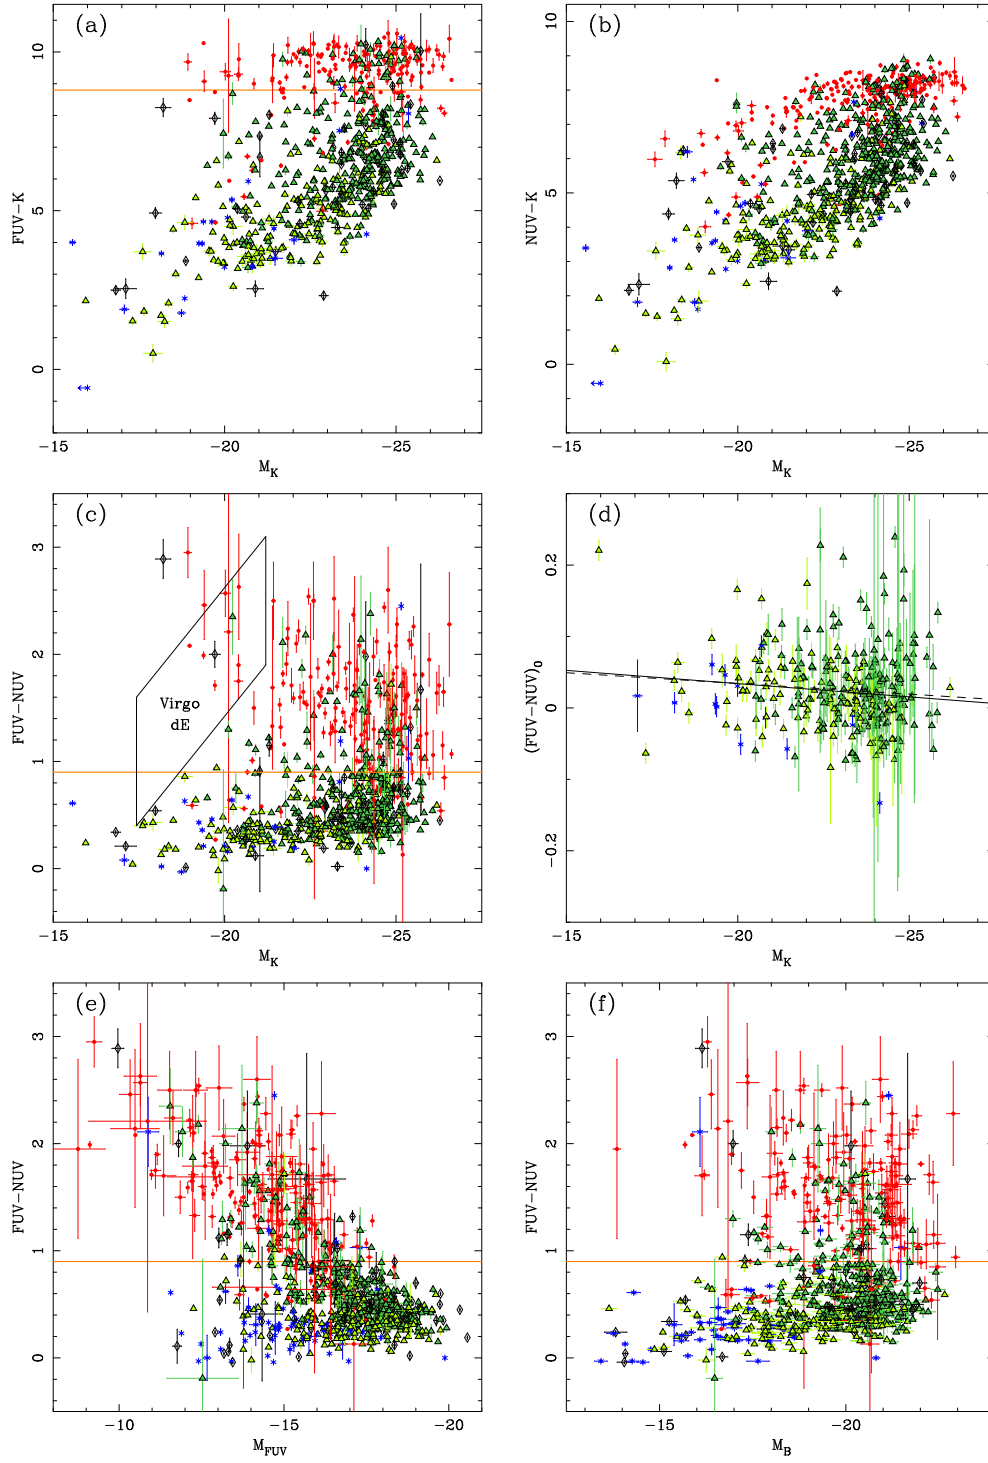 (a)
10
5
0
FUV−K
−15
−20
−25
M_K
(b)
10
5
0
NUV−K
−15
−20
−25
M_K
(c)
3
2
1
0
FUV−NUV
Virgo
dE
−15
−20
−25
M_K
(d)
0.2
0
−0.2
(FUV−NUV)_0
−15
−20
−25
M_K
(e)
3
2
1
0
FUV−NUV
−10
−15
−20
M_FUV
(f)
3
2
1
0
FUV−NUV
−15
−20
M_B